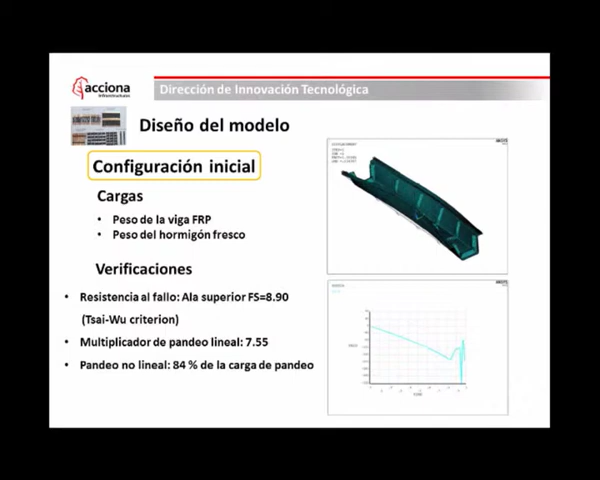 acciona
Infraestructuras
Dirección de Innovación Tecnológica
Diseño del modelo
Configuración inicial
Cargas
• Peso de la viga FRP
• Peso del hormigón fresco
Verificaciones
• Resistencia al fallo: Ala superior FS=8.90
(Tsai-Wu criterion)
• Multiplicador de pandeo lineal: 7.55
• Pandeo no lineal: 84 % de la carga de pandeo